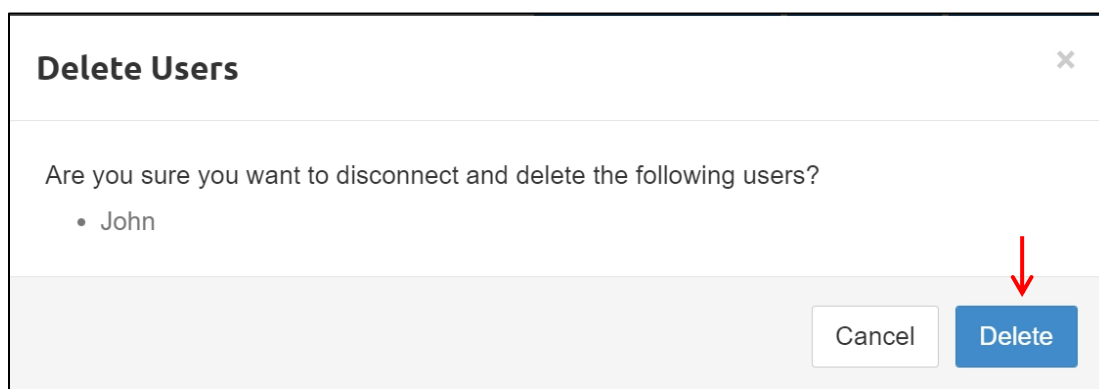 Delete Users
×
Are you sure you want to disconnect and delete the following users?
• John
Cancel Delete